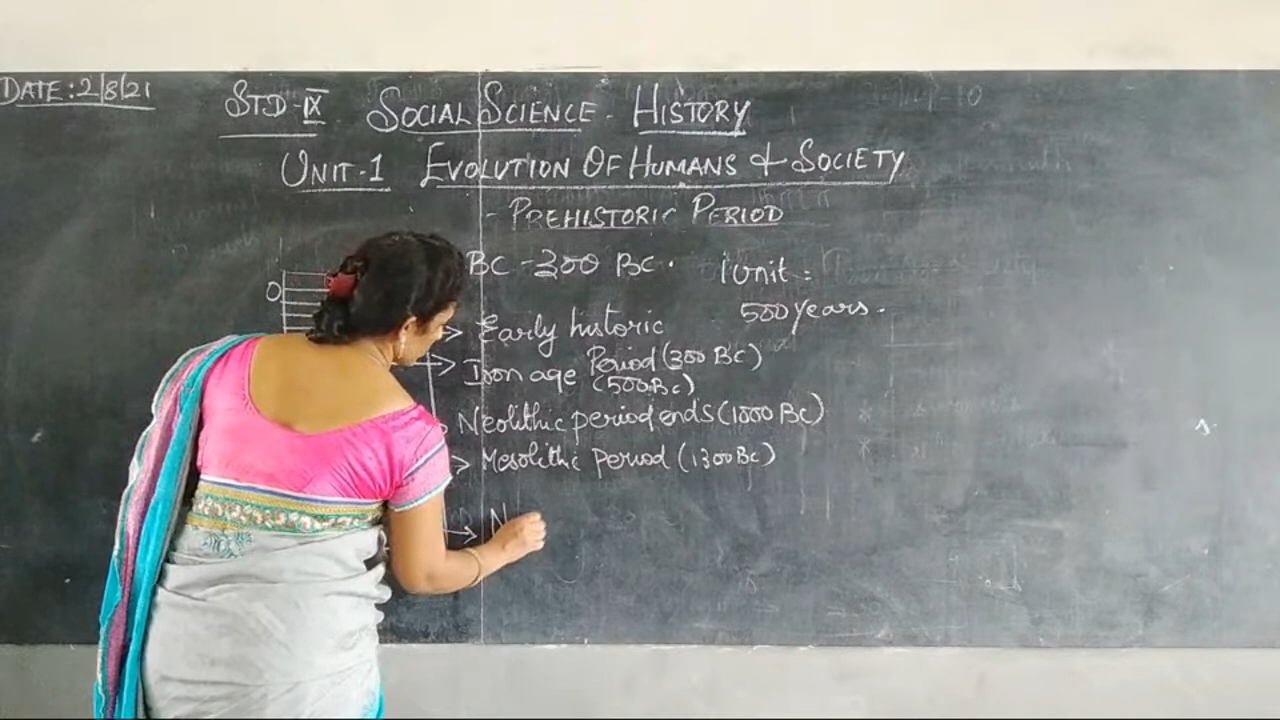 DATE: 2/8/21
STD-IX SOCIAL SCIENCE - HISTORY
UNIT-1 EVOLUTION OF HUMANS & SOCIETY
- PREHISTORIC PERIOD
BC - 300 BC. 1 Unit =
500 years.
0
Early historic
Period (300 BC)
Iron age (500 BC)
Neolithic period ends (1000 BC)
Mesolithic Period (1300 BC)
N